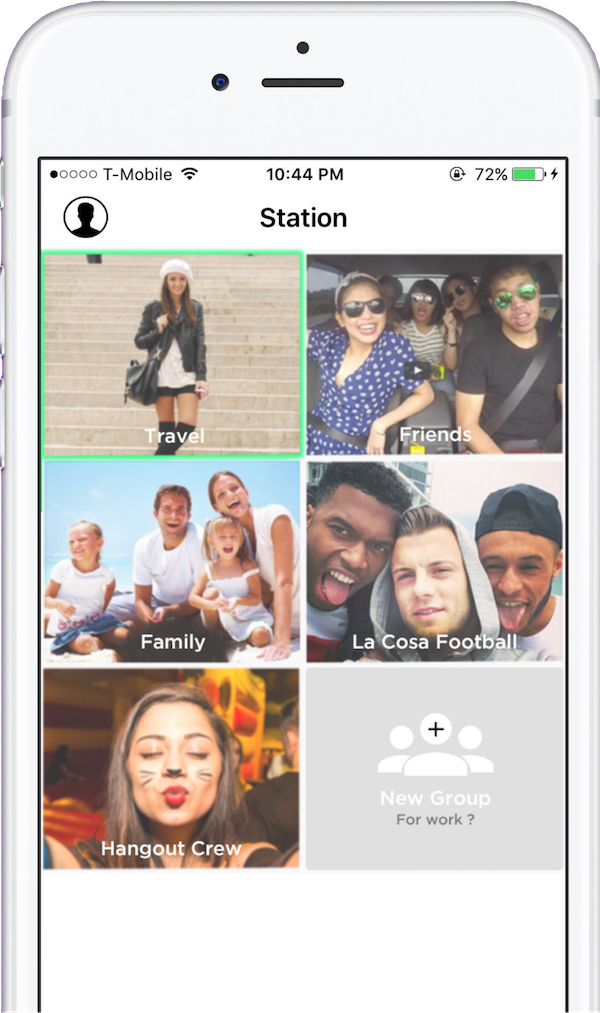 T-Mobile 10:44 PM 72%
Station
Travel
Friends
Family
La Cosa Football
Hangout Crew
New Group
For work ?